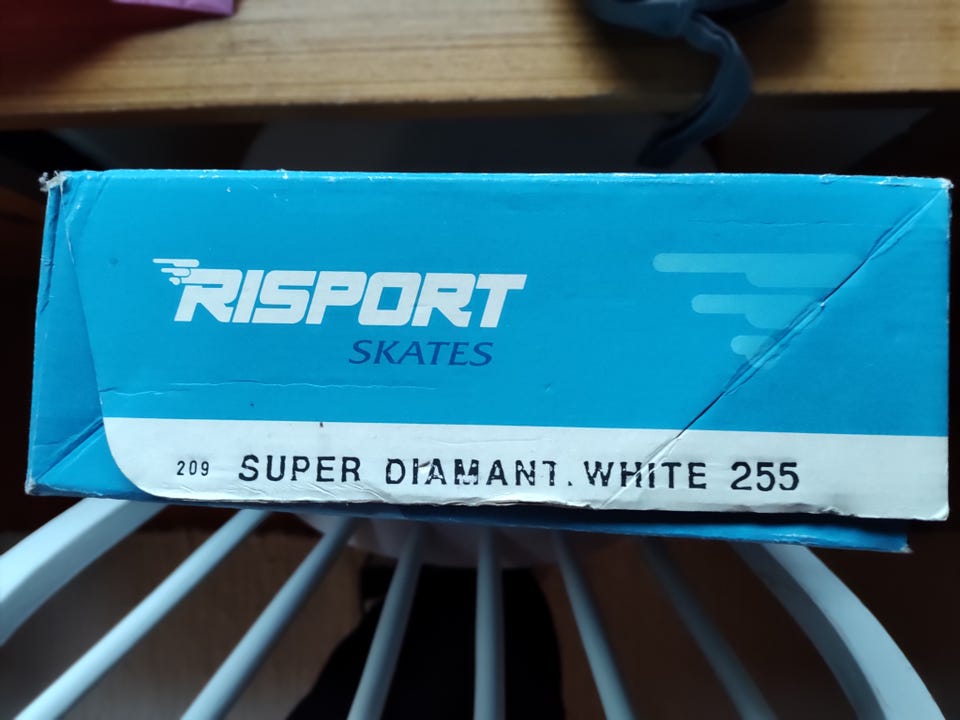 RISPORT
SKATES
209 SUPER DIAMANT. WHITE 255